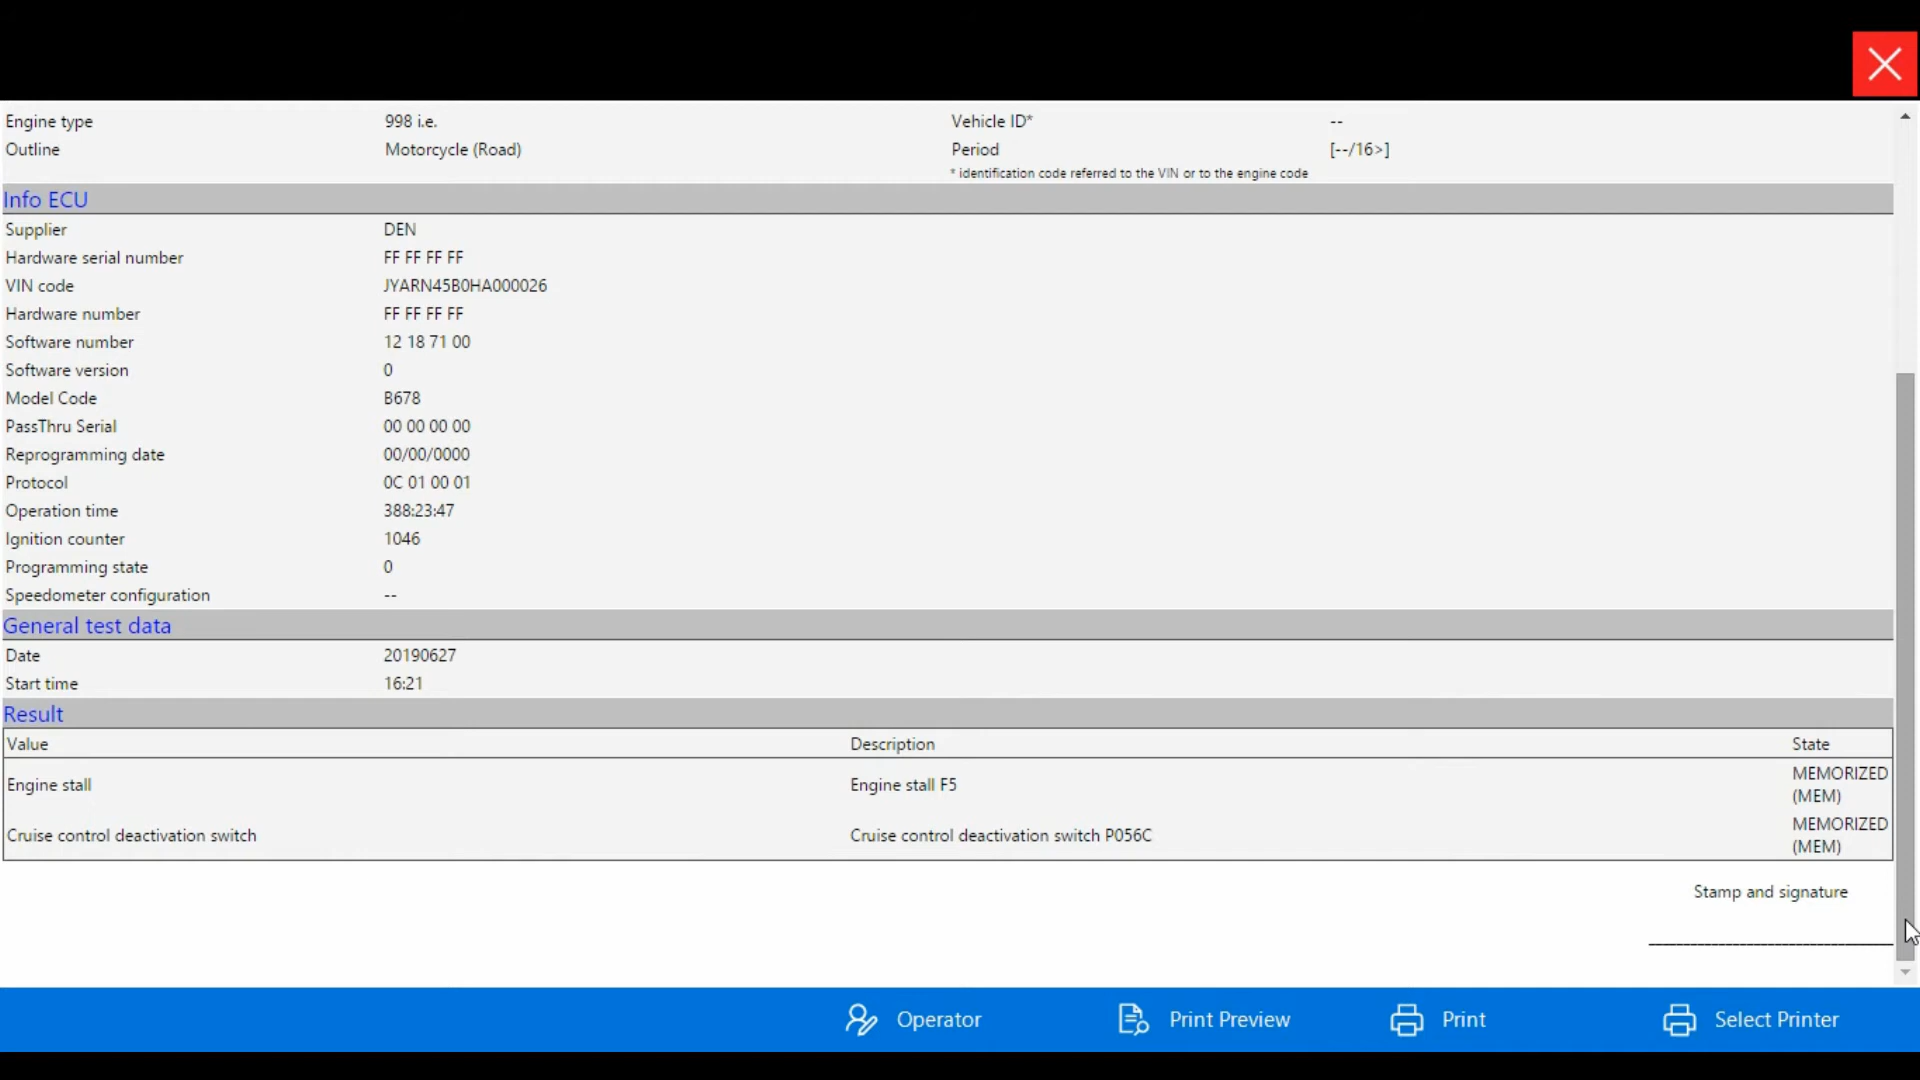 Engine type 998 i.e. Vehicle ID* --
Outline Motorcycle (Road) Period [--/16>]
* identification code referred to the VIN or to the engine code
Info ECU
Supplier DEN
Hardware serial number FF FF FF FF
VIN code JYARN45B0HA000026
Hardware number FF FF FF FF
Software number 12 18 71 00
Software version 0
Model Code B678
PassThru Serial 00 00 00 00
Reprogramming date 00/00/0000
Protocol 0C 01 00 01
Operation time 388:23:47
Ignition counter 1046
Programming state 0
Speedometer configuration --
General test data
Date 20190627
Start time 16:21
Result
Value Description State
Engine stall Engine stall F5 MEMORIZED
(MEM)
Cruise control deactivation switch Cruise control deactivation switch P056C MEMORIZED
(MEM)
Stamp and signature
Operator Print Preview Print Select Printer